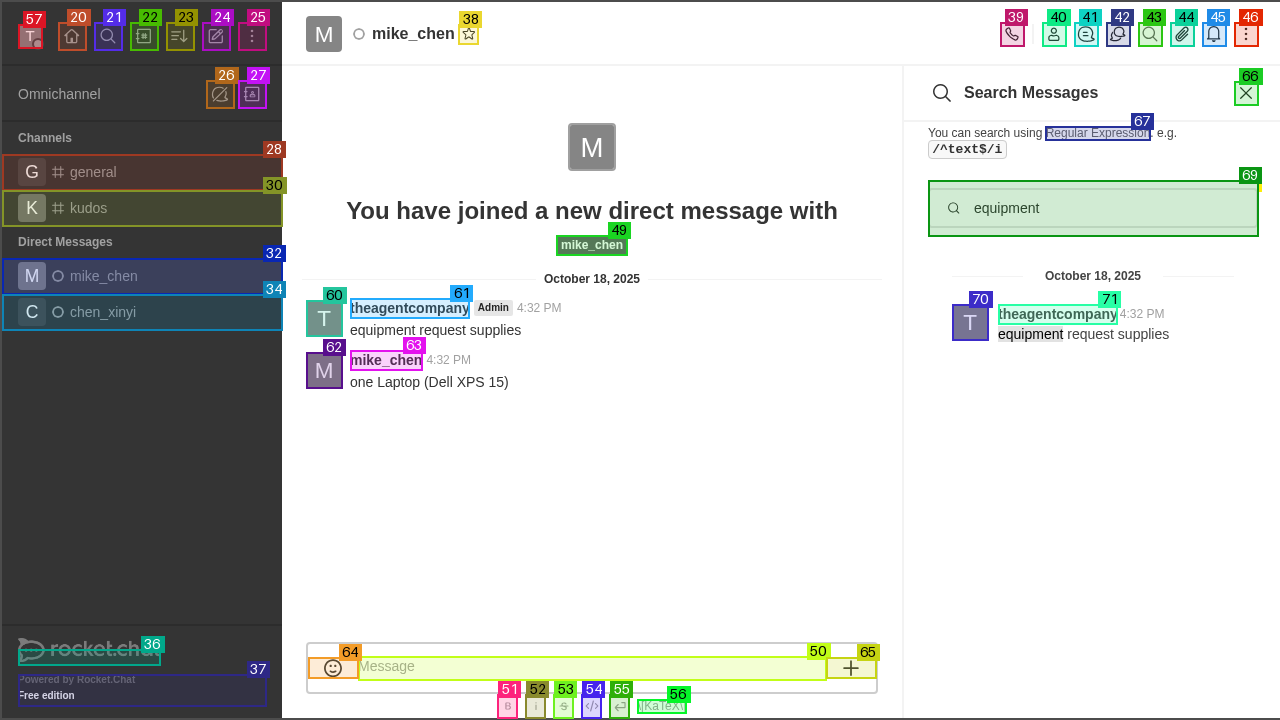 57 20 21 22 23 24 25
T
26 27
Omnichannel
Channels
28
G general
30
K kudos
Direct Messages
32
M mike_chen
34
C chen_xinyi
36
rocket.chat
37
Powered by Rocket.Chat
Free edition
M mike_chen
38 39 40 41 42 43 44 45 46
M
You have joined a new direct message with
49
mike_chen
October 18, 2025
60 61
T theagentcompany Admin 4:32 PM
equipment request supplies
62 63
M mike_chen 4:32 PM
one Laptop (Dell XPS 15)
64 50 65
Message
51 52 53 54 55 56
B i S </> [KaTeX]
66
Search Messages
67
You can search using Regular Expression. e.g.
/^text$/i
69
equipment
October 18, 2025
70 71
T theagentcompany 4:32 PM
equipment request supplies